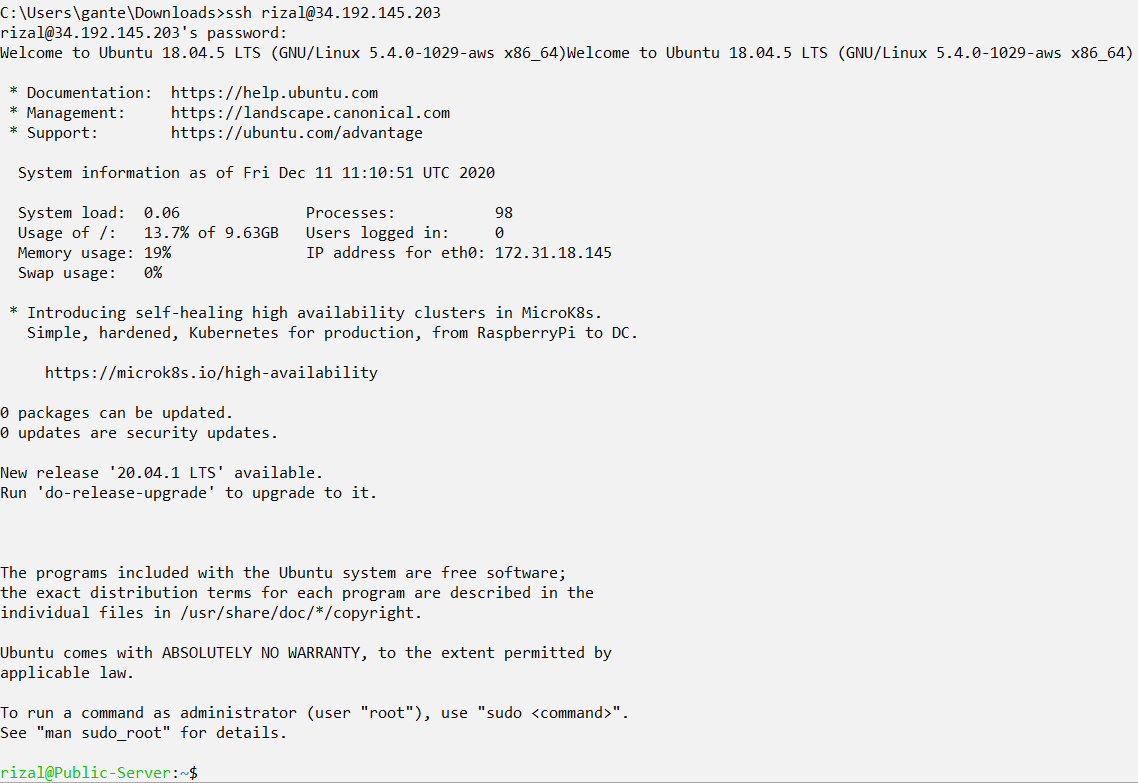 C:\Users\gante\Downloads>ssh rizal@34.192.145.203
rizal@34.192.145.203's password:
Welcome to Ubuntu 18.04.5 LTS (GNU/Linux 5.4.0-1029-aws x86_64)Welcome to Ubuntu 18.04.5 LTS (GNU/Linux 5.4.0-1029-aws x86_64)
* Documentation:  https://help.ubuntu.com
* Management:     https://landscape.canonical.com
* Support:        https://ubuntu.com/advantage
System information as of Fri Dec 11 11:10:51 UTC 2020
System load:  0.06              Processes:           98
Usage of /:   13.7% of 9.63GB   Users logged in:     0
Memory usage: 19%               IP address for eth0: 172.31.18.145
Swap usage:   0%
* Introducing self-healing high availability clusters in MicroK8s.
Simple, hardened, Kubernetes for production, from RaspberryPi to DC.
https://microk8s.io/high-availability
0 packages can be updated.
0 updates are security updates.
New release '20.04.1 LTS' available.
Run 'do-release-upgrade' to upgrade to it.
The programs included with the Ubuntu system are free software;
the exact distribution terms for each program are described in the
individual files in /usr/share/doc/*/copyright.
Ubuntu comes with ABSOLUTELY NO WARRANTY, to the extent permitted by
applicable law.
To run a command as administrator (user "root"), use "sudo <command>".
See "man sudo_root" for details.
rizal@Public-Server:~$